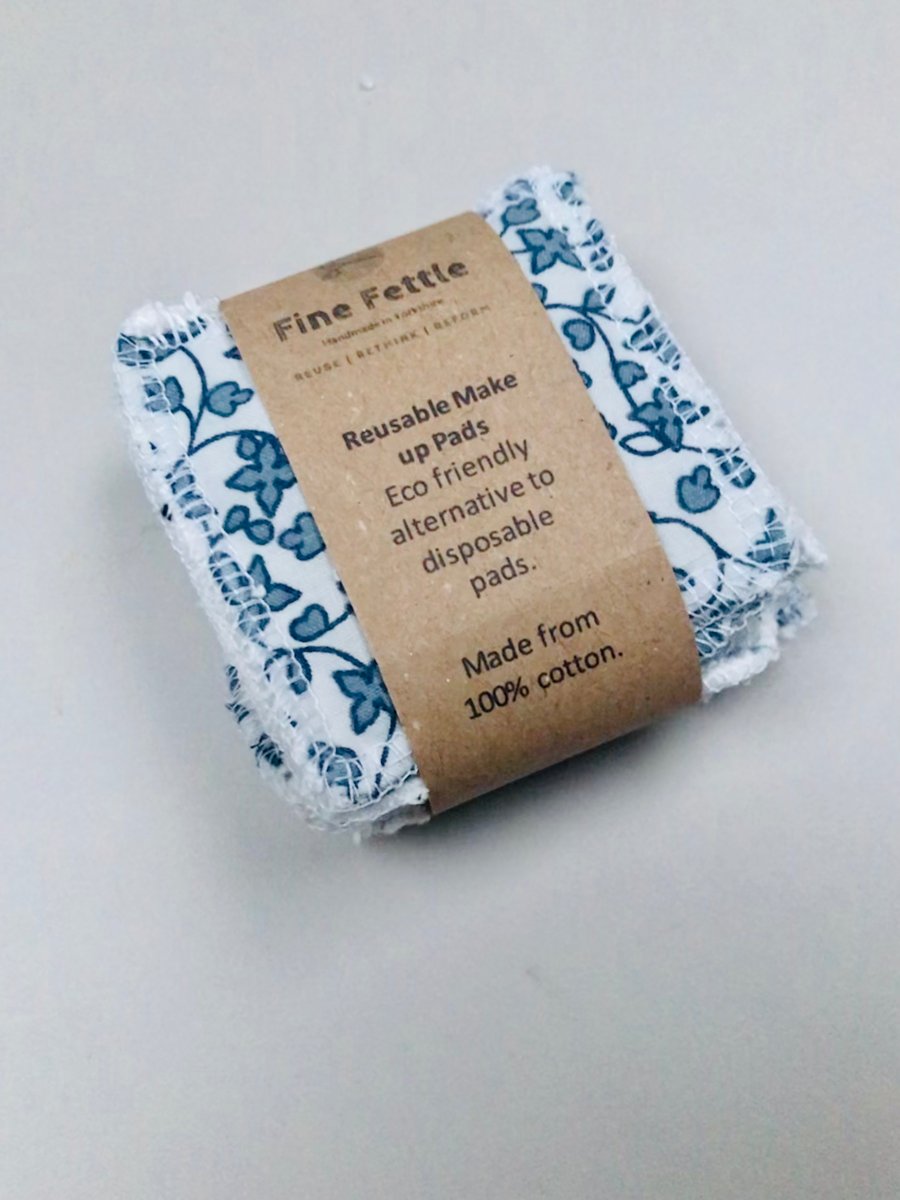 Fine Fettle
Handmade in Yorkshire
REUSE | RETHINK | REFORM
Reusable Make
up Pads
Eco friendly
alternative to
disposable
pads.
Made from
100% cotton.